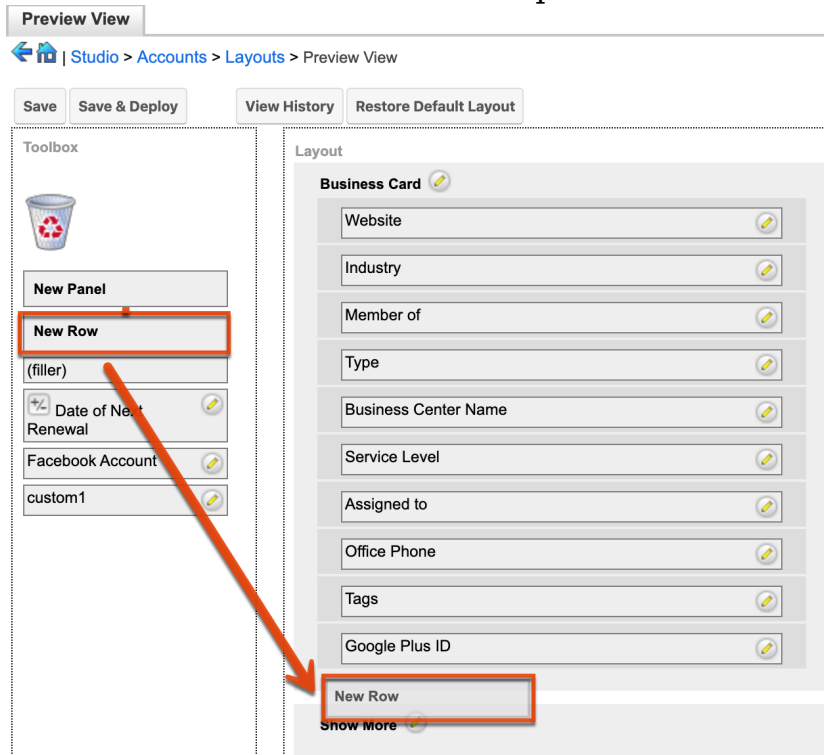 Preview View
| Studio > Accounts > Layouts > Preview View
Save Save & Deploy View History Restore Default Layout
Toolbox
New Panel
New Row
(filler)
+/- Date of Next
Renewal
Facebook Account
custom1
Layout
Business Card
Website
Industry
Member of
Type
Business Center Name
Service Level
Assigned to
Office Phone
Tags
Google Plus ID
New Row
Show More